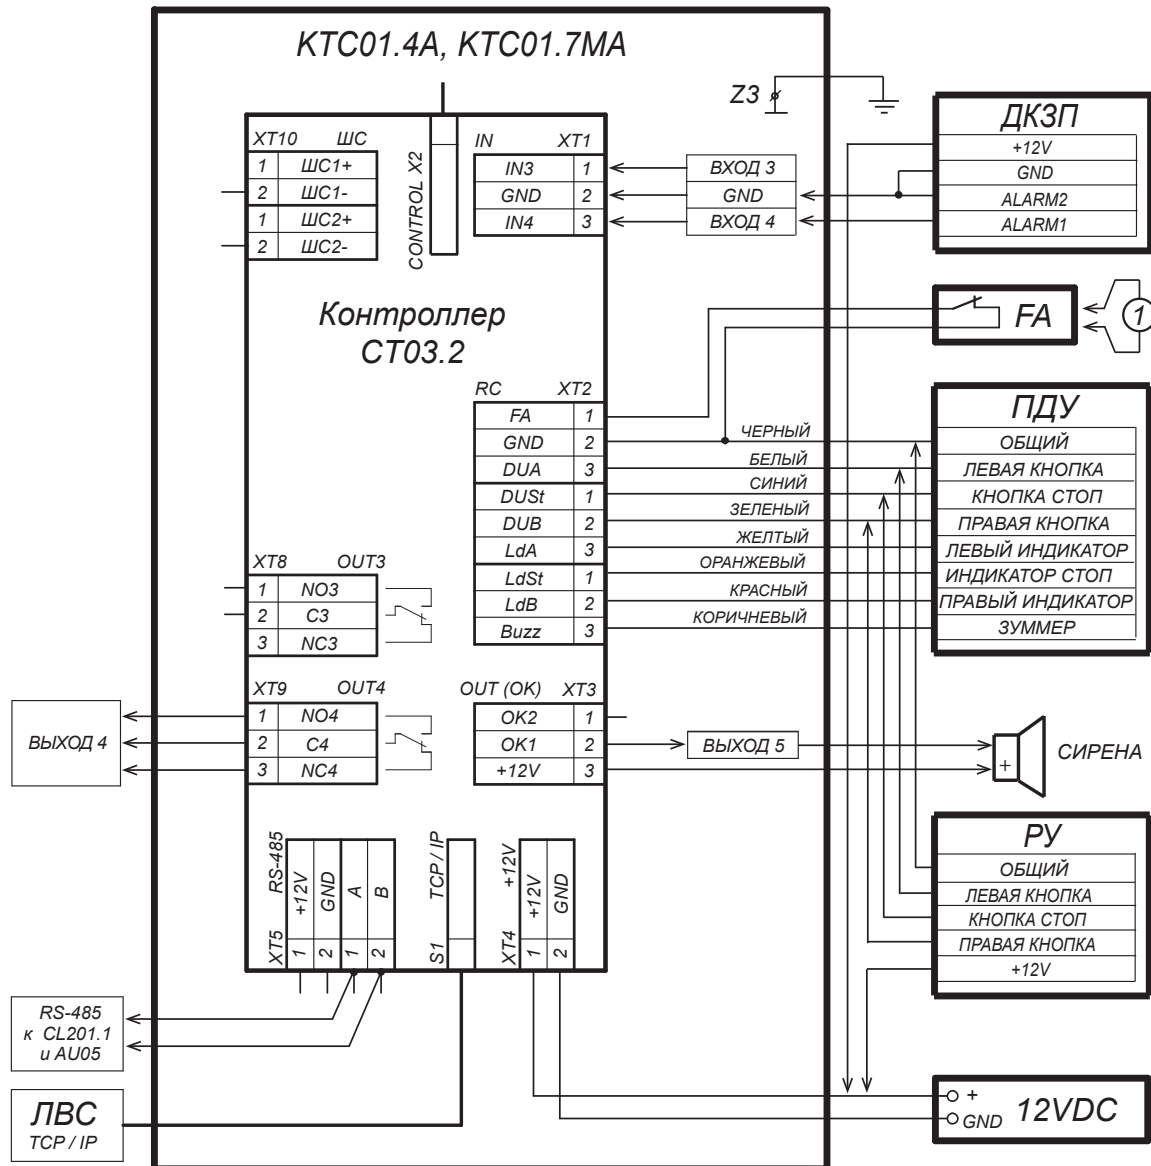 КТС01.4А, КТС01.7МА
XT10 ШС
1 ШС1+
2 ШС1-
1 ШС2+
2 ШС2-
CONTROL X2
IN XT1
IN3 1
GND 2
IN4 3
ВХОД 3
GND
ВХОД 4
Z3
ДКЗП
+12V
GND
ALARM2
ALARM1
Контроллер
СТ03.2
FA
1
RC XT2
FA 1
GND 2
DUA 3
DUSt 1
DUB 2
LdA 3
LdSt 1
LdB 2
Buzz 3
ЧЕРНЫЙ
БЕЛЫЙ
СИНИЙ
ЗЕЛЕНЫЙ
ЖЕЛТЫЙ
ОРАНЖЕВЫЙ
КРАСНЫЙ
КОРИЧНЕВЫЙ
ПДУ
ОБЩИЙ
ЛЕВАЯ КНОПКА
КНОПКА СТОП
ПРАВАЯ КНОПКА
ЛЕВЫЙ ИНДИКАТОР
ИНДИКАТОР СТОП
ПРАВЫЙ ИНДИКАТОР
ЗУММЕР
XT8 OUT3
1 NO3
2 C3
3 NC3
XT9 OUT4
1 NO4
2 C4
3 NC4
ВЫХОД 4
OUT (OK) XT3
OK2 1
OK1 2
+12V 3
ВЫХОД 5
+
СИРЕНА
РУ
ОБЩИЙ
ЛЕВАЯ КНОПКА
КНОПКА СТОП
ПРАВАЯ КНОПКА
+12V
XT5 RS-485
1 +12V
2 GND
1 A
2 B
S1 TCP / IP
XT4 +12V
1 +12V
2 GND
RS-485
к CL201.1
и AU05
ЛВС
TCP / IP
+
GND
12VDC